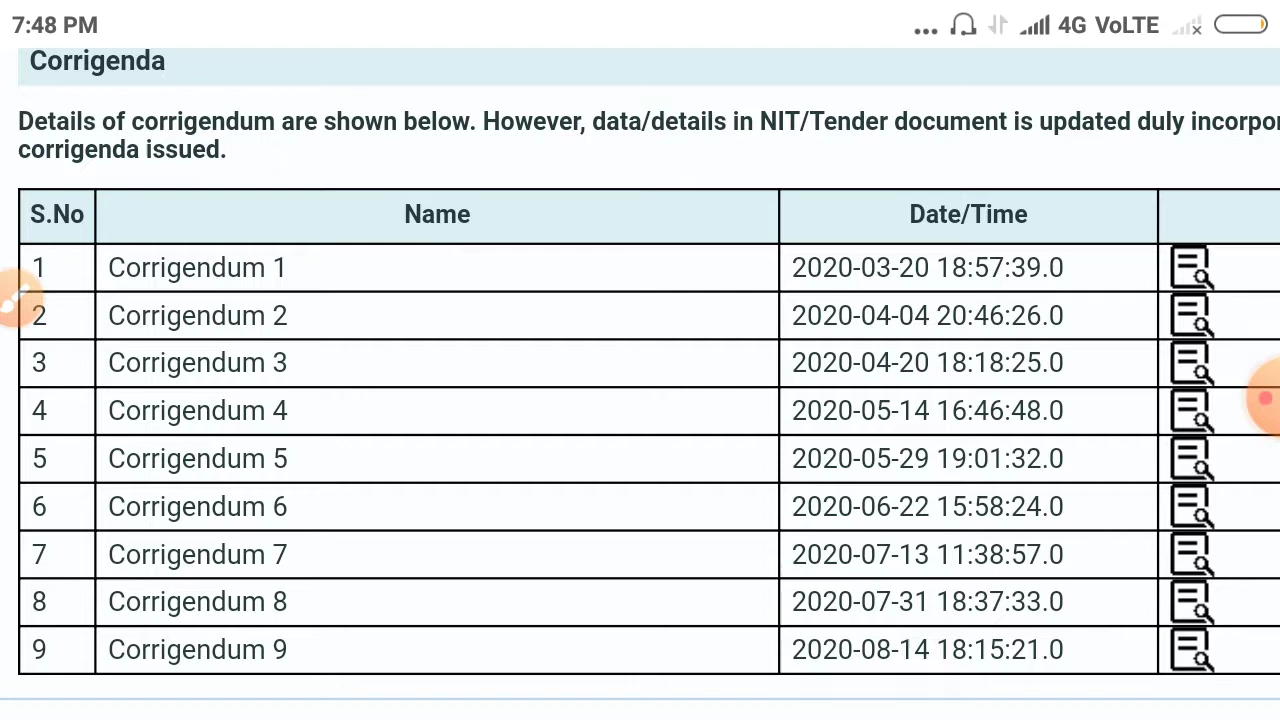 7:48 PM ... 4G VoLTE
Corrigenda
Details of corrigendum are shown below. However, data/details in NIT/Tender document is updated duly
corrigenda issued.
S.No Name Date/Time
1 Corrigendum 1 2020-03-20 18:57:39.0
2 Corrigendum 2 2020-04-04 20:46:26.0
3 Corrigendum 3 2020-04-20 18:18:25.0
4 Corrigendum 4 2020-05-14 16:46:48.0
5 Corrigendum 5 2020-05-29 19:01:32.0
6 Corrigendum 6 2020-06-22 15:58:24.0
7 Corrigendum 7 2020-07-13 11:38:57.0
8 Corrigendum 8 2020-07-31 18:37:33.0
9 Corrigendum 9 2020-08-14 18:15:21.0